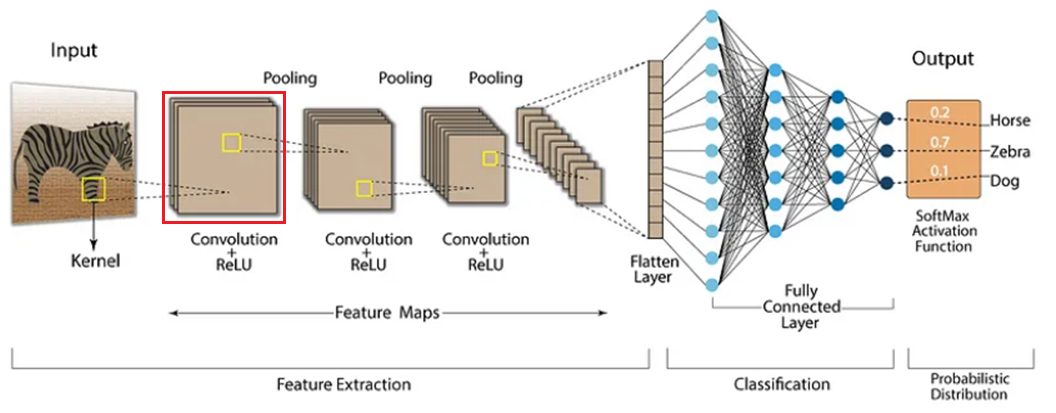 Input
Pooling
Pooling
Pooling
Output
Kernel
Convolution
+
ReLU
Convolution
+
ReLU
Convolution
+
ReLU
Flatten
Layer
0.2
0.7
0.1
Horse
Zebra
Dog
SoftMax
Activation
Function
Fully
Connected
Layer
Feature Maps
Feature Extraction
Classification
Probabilistic
Distribution